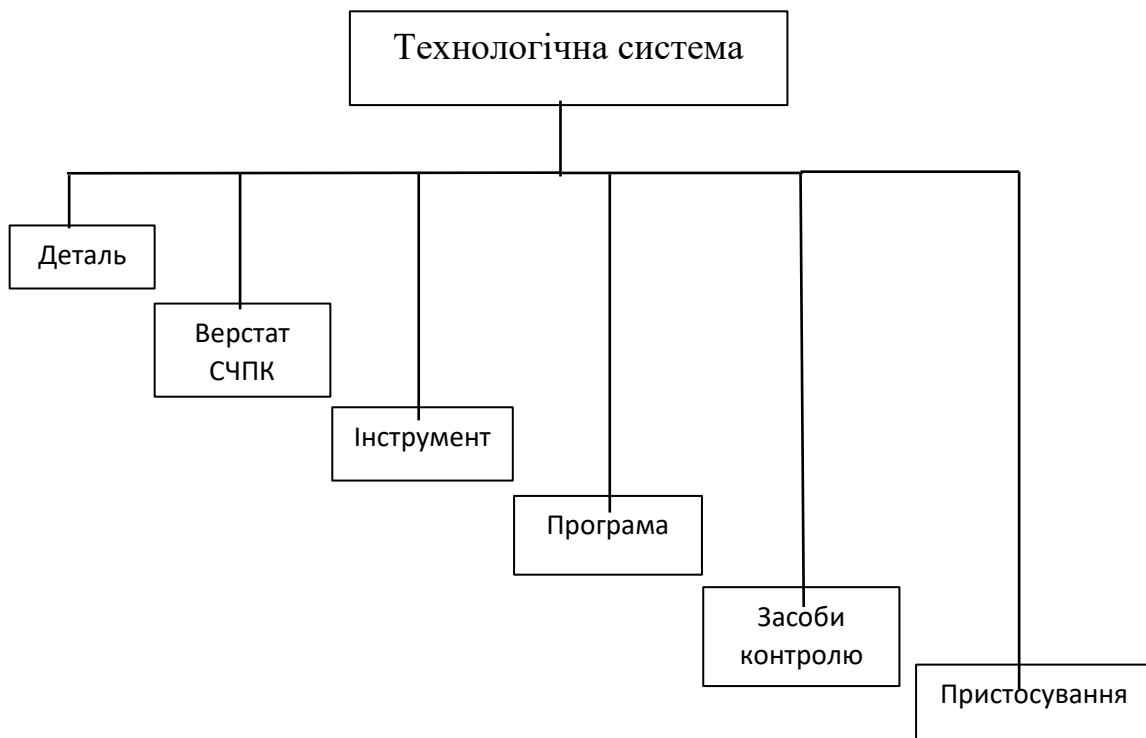 Технологічна система
Деталь
Верстат
СЧПК
Інструмент
Програма
Засоби
контролю
Пристосування